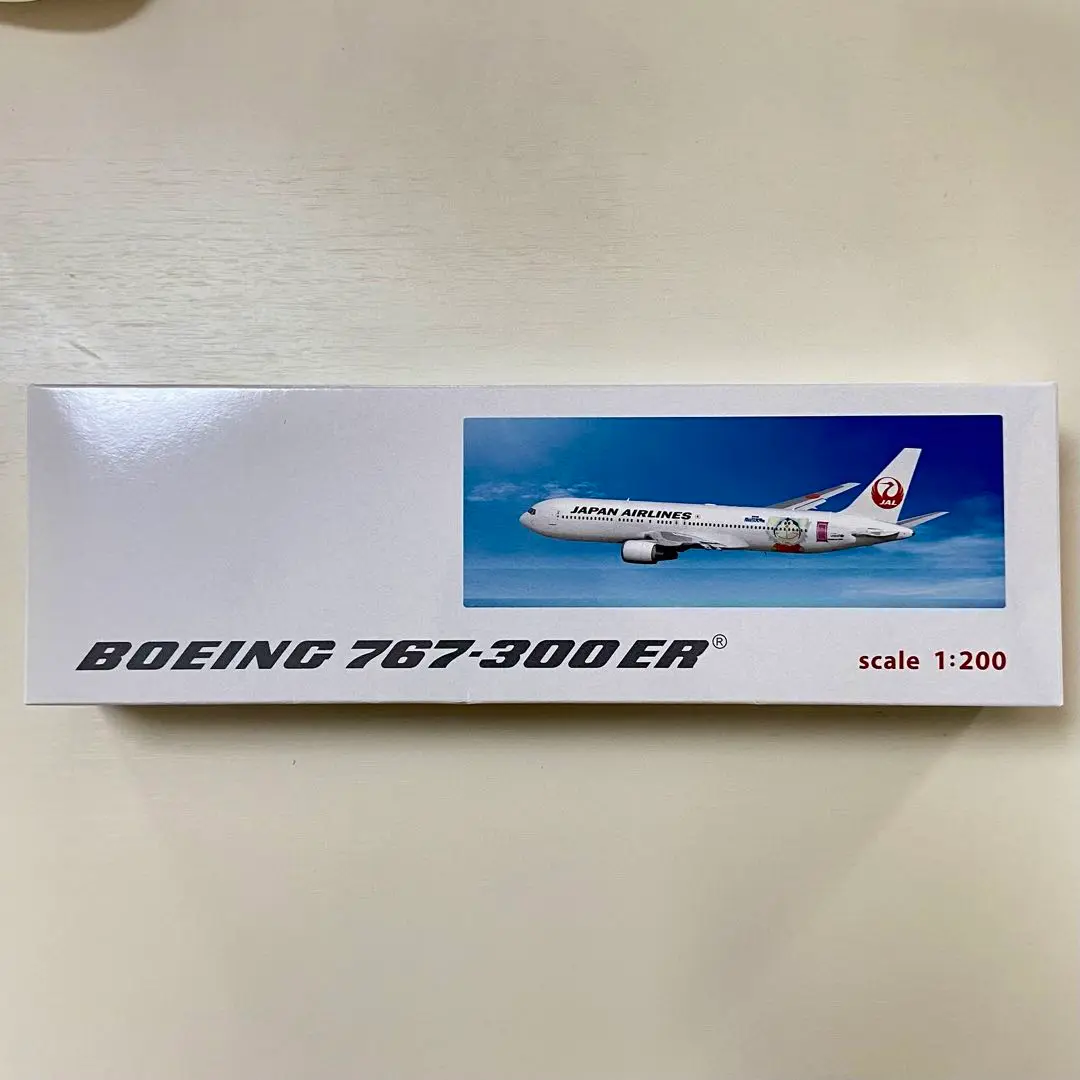 JAPAN AIRLINES
JAL
BOEING 767-300ER®
scale 1:200